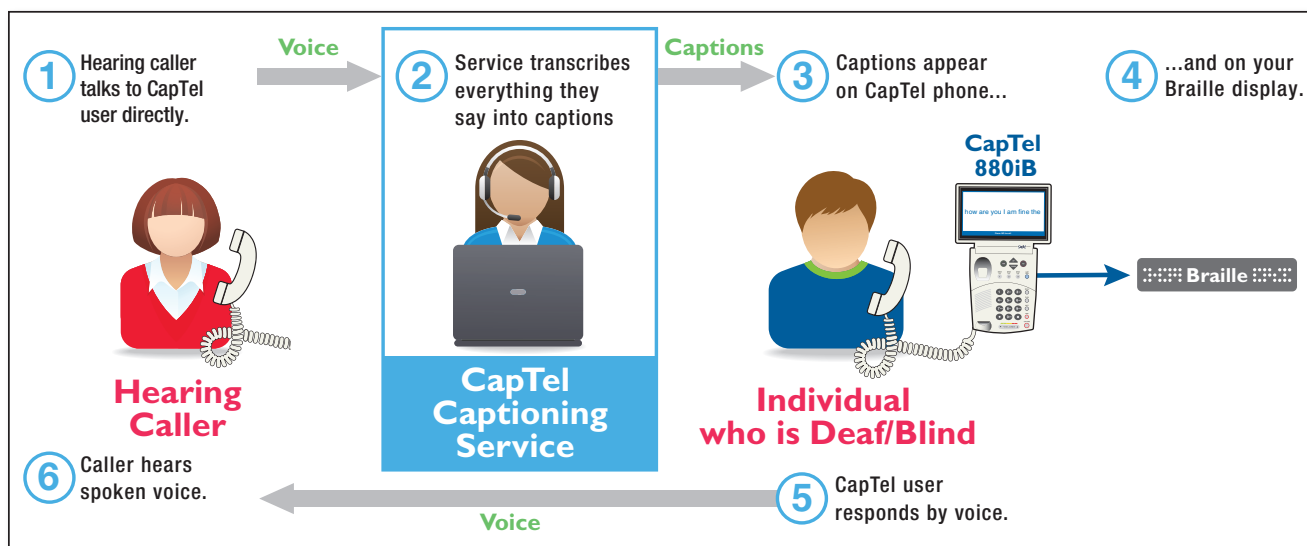 Voice
Captions
1
Hearing caller
talks to CapTel
user directly.
2
Service transcribes
everything they
say into captions
3
Captions appear
on CapTel phone...
4
...and on your
Braille display.
CapTel
880iB
how are you I am fine the
Braille
Hearing
Caller
CapTel
Captioning
Service
Individual
who is Deaf/Blind
6
Caller hears
spoken voice.
5
CapTel user
responds by voice.
Voice